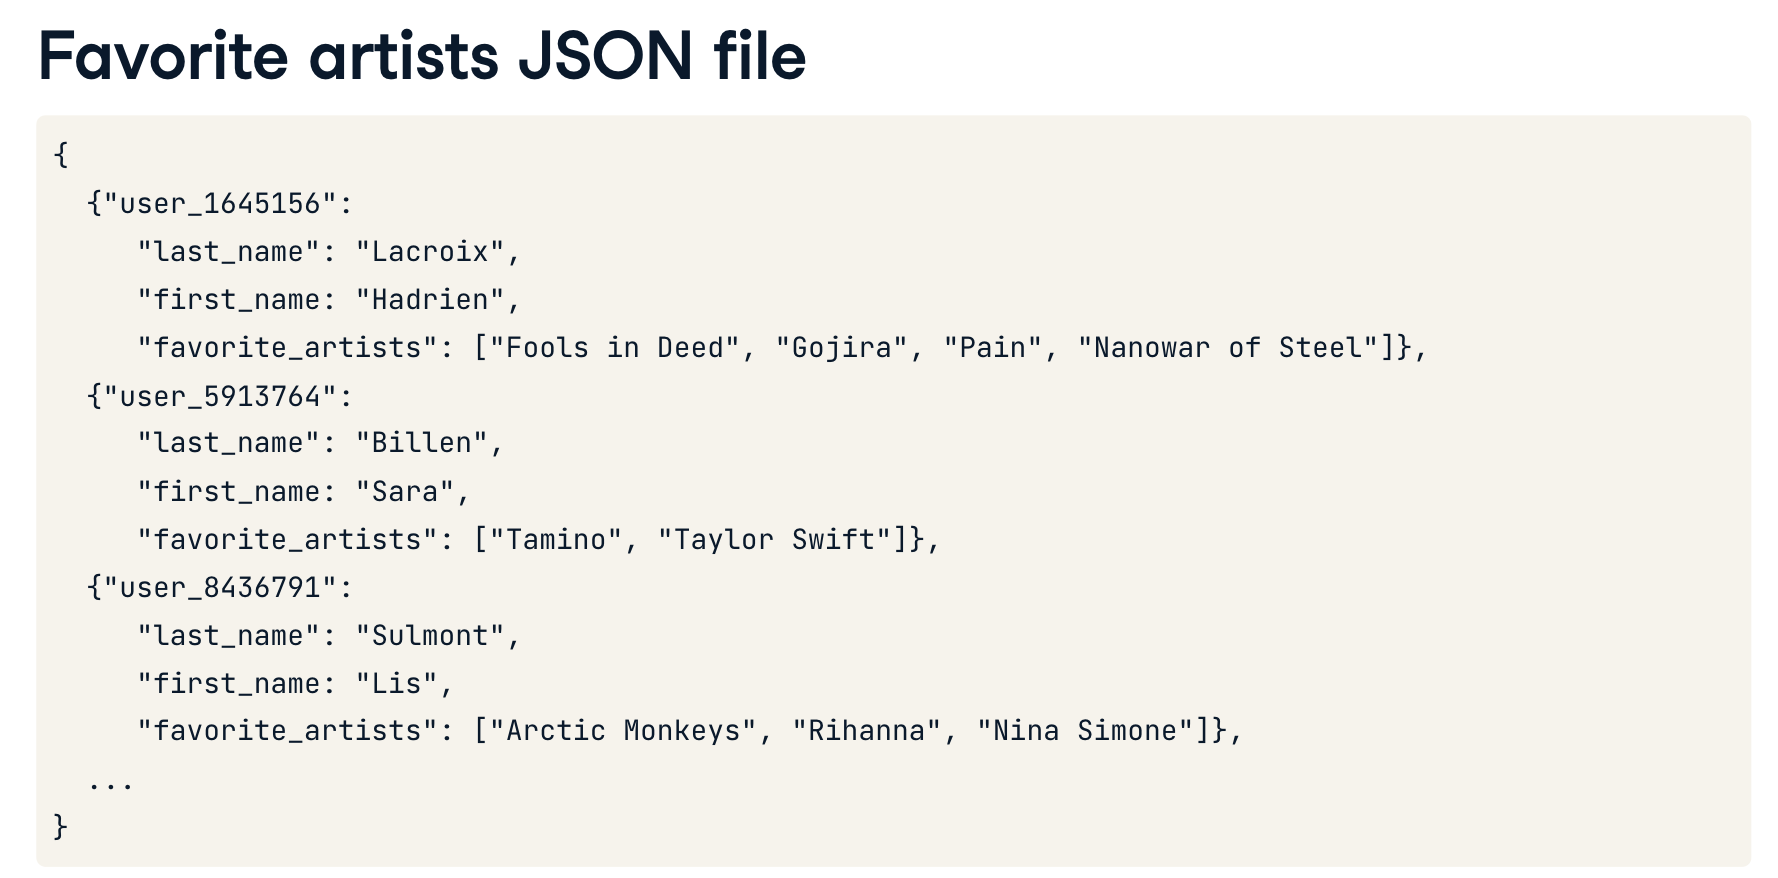 Favorite artists JSON file
{
  {"user_1645156":
     "last_name": "Lacroix",
     "first_name: "Hadrien",
     "favorite_artists": ["Fools in Deed", "Gojira", "Pain", "Nanowar of Steel"]},
  {"user_5913764":
     "last_name": "Billen",
     "first_name: "Sara",
     "favorite_artists": ["Tamino", "Taylor Swift"]},
  {"user_8436791":
     "last_name": "Sulmont",
     "first_name: "Lis",
     "favorite_artists": ["Arctic Monkeys", "Rihanna", "Nina Simone"]},
  ...
}